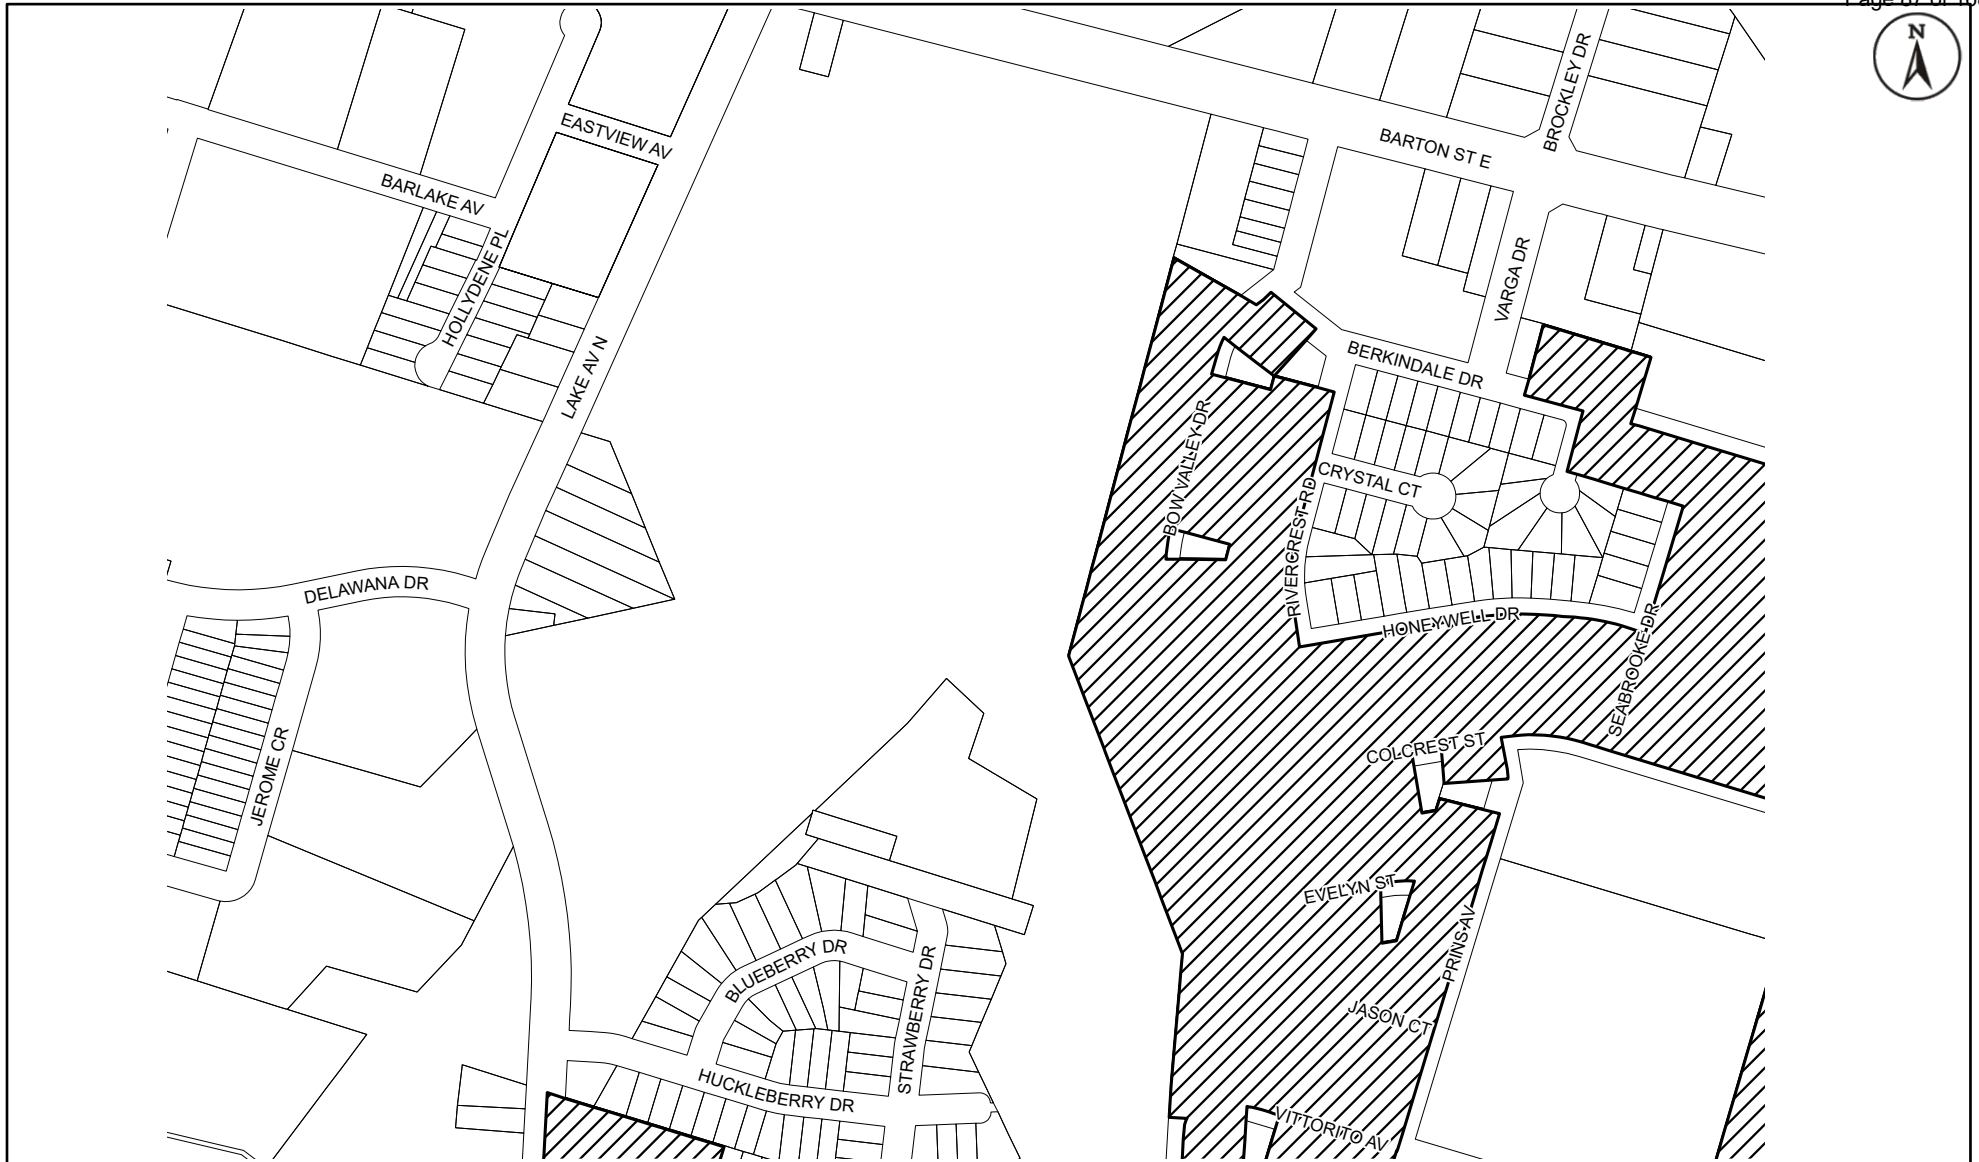 N
BROCKLEY DR
EASTVIEW AV
BARTON ST E
BARLAKE AV
HOLLYDENE PL
VARGA DR
LAKE AV N
BERKINDALE DR
BOW VALLEY DR
CRYSTAL CT
RIVERCREST RD
DELAWANA DR
HONEYWELL DR
SEABROOKE DR
COLCREST ST
JEROME CR
EVELYN ST
PRINS AV
BLUEBERRY DR
STRAWBERRY DR
JASON CT
HUCKLEBERRY DR
VITTORITO AV